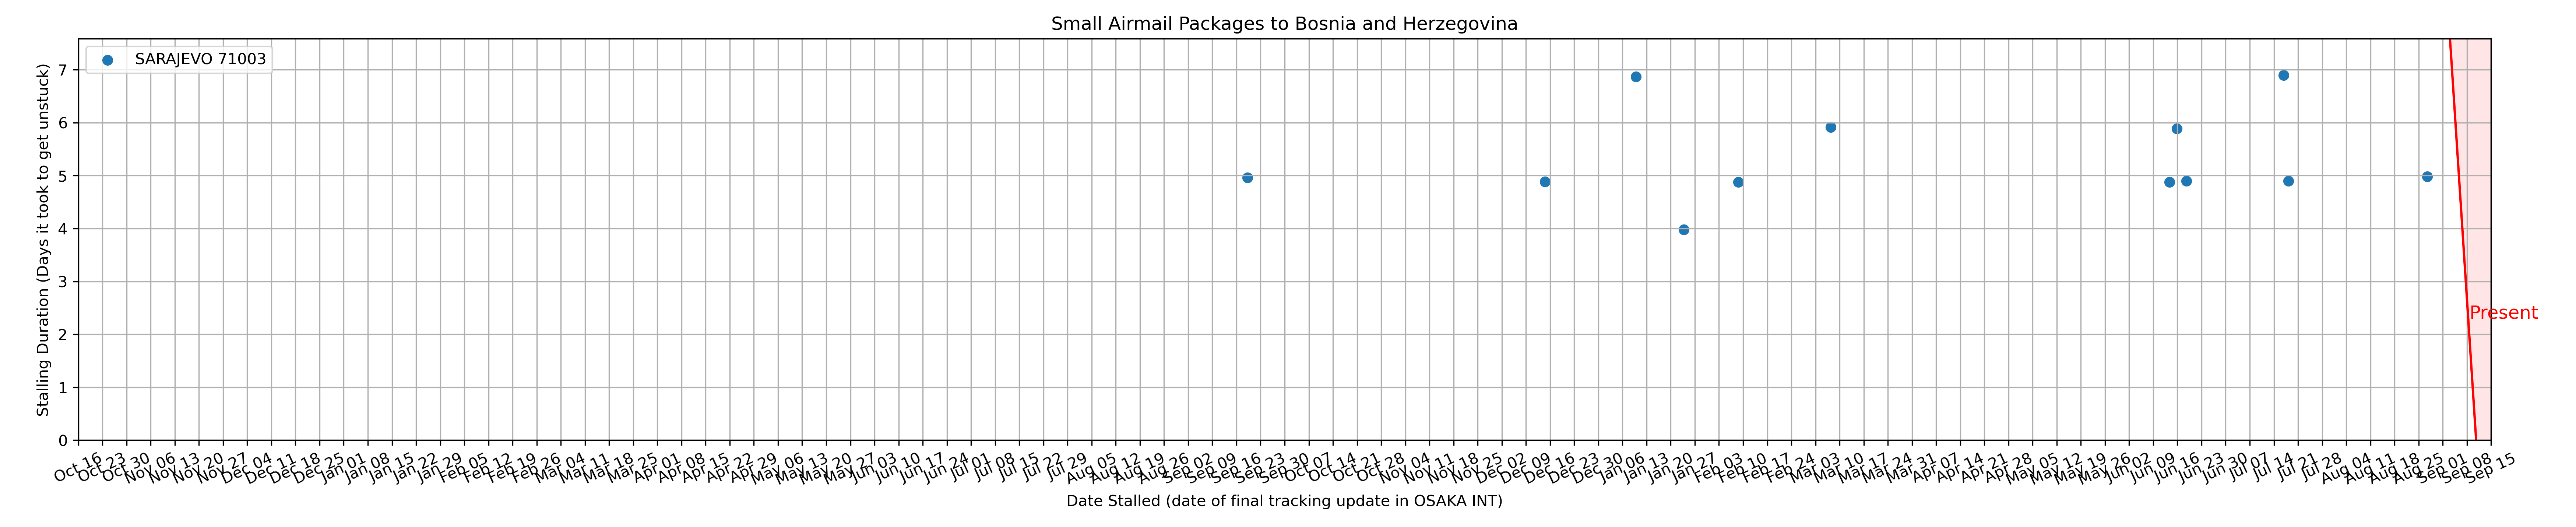 Small Airmail Packages to Bosnia and Herzegovina
SARAJEVO 71003
Stalling Duration (Days it took to get unstuck)
7
6
5
4
3
2
1
0
Present
Oct 16 Oct 23 Oct 30 Nov 06 Nov 13 Nov 20 Nov 27 Dec 04 Dec 11 Dec 18 Dec 25 Jan 01 Jan 08 Jan 15 Jan 22 Jan 29 Feb 05 Feb 12 Feb 19 Feb 26 Mar 04 Mar 11 Mar 18 Mar 25 Apr 01 Apr 08 Apr 15 Apr 22 Apr 29 May 06 May 13 May 20 May 27 Jun 03 Jun 10 Jun 17 Jun 24 Jul 01 Jul 08 Jul 15 Jul 22 Jul 29 Aug 05 Aug 12 Aug 19 Aug 26 Sep 02 Sep 09 Sep 16 Sep 23 Sep 30 Oct 07 Oct 14 Oct 21 Oct 28 Nov 04 Nov 11 Nov 18 Nov 25 Dec 02 Dec 09 Dec 16 Dec 23 Dec 30 Jan 06 Jan 13 Jan 20 Jan 27 Feb 03 Feb 10 Feb 17 Feb 24 Mar 03 Mar 10 Mar 17 Mar 24 Mar 31 Apr 07 Apr 14 Apr 21 Apr 28 May 05 May 12 May 19 May 26 Jun 02 Jun 09 Jun 16 Jun 23 Jun 30 Jul 07 Jul 14 Jul 21 Jul 28 Aug 04 Aug 11 Aug 18 Aug 25 Sep 01 Sep 08 Sep 15
Date Stalled (date of final tracking update in OSAKA INT)